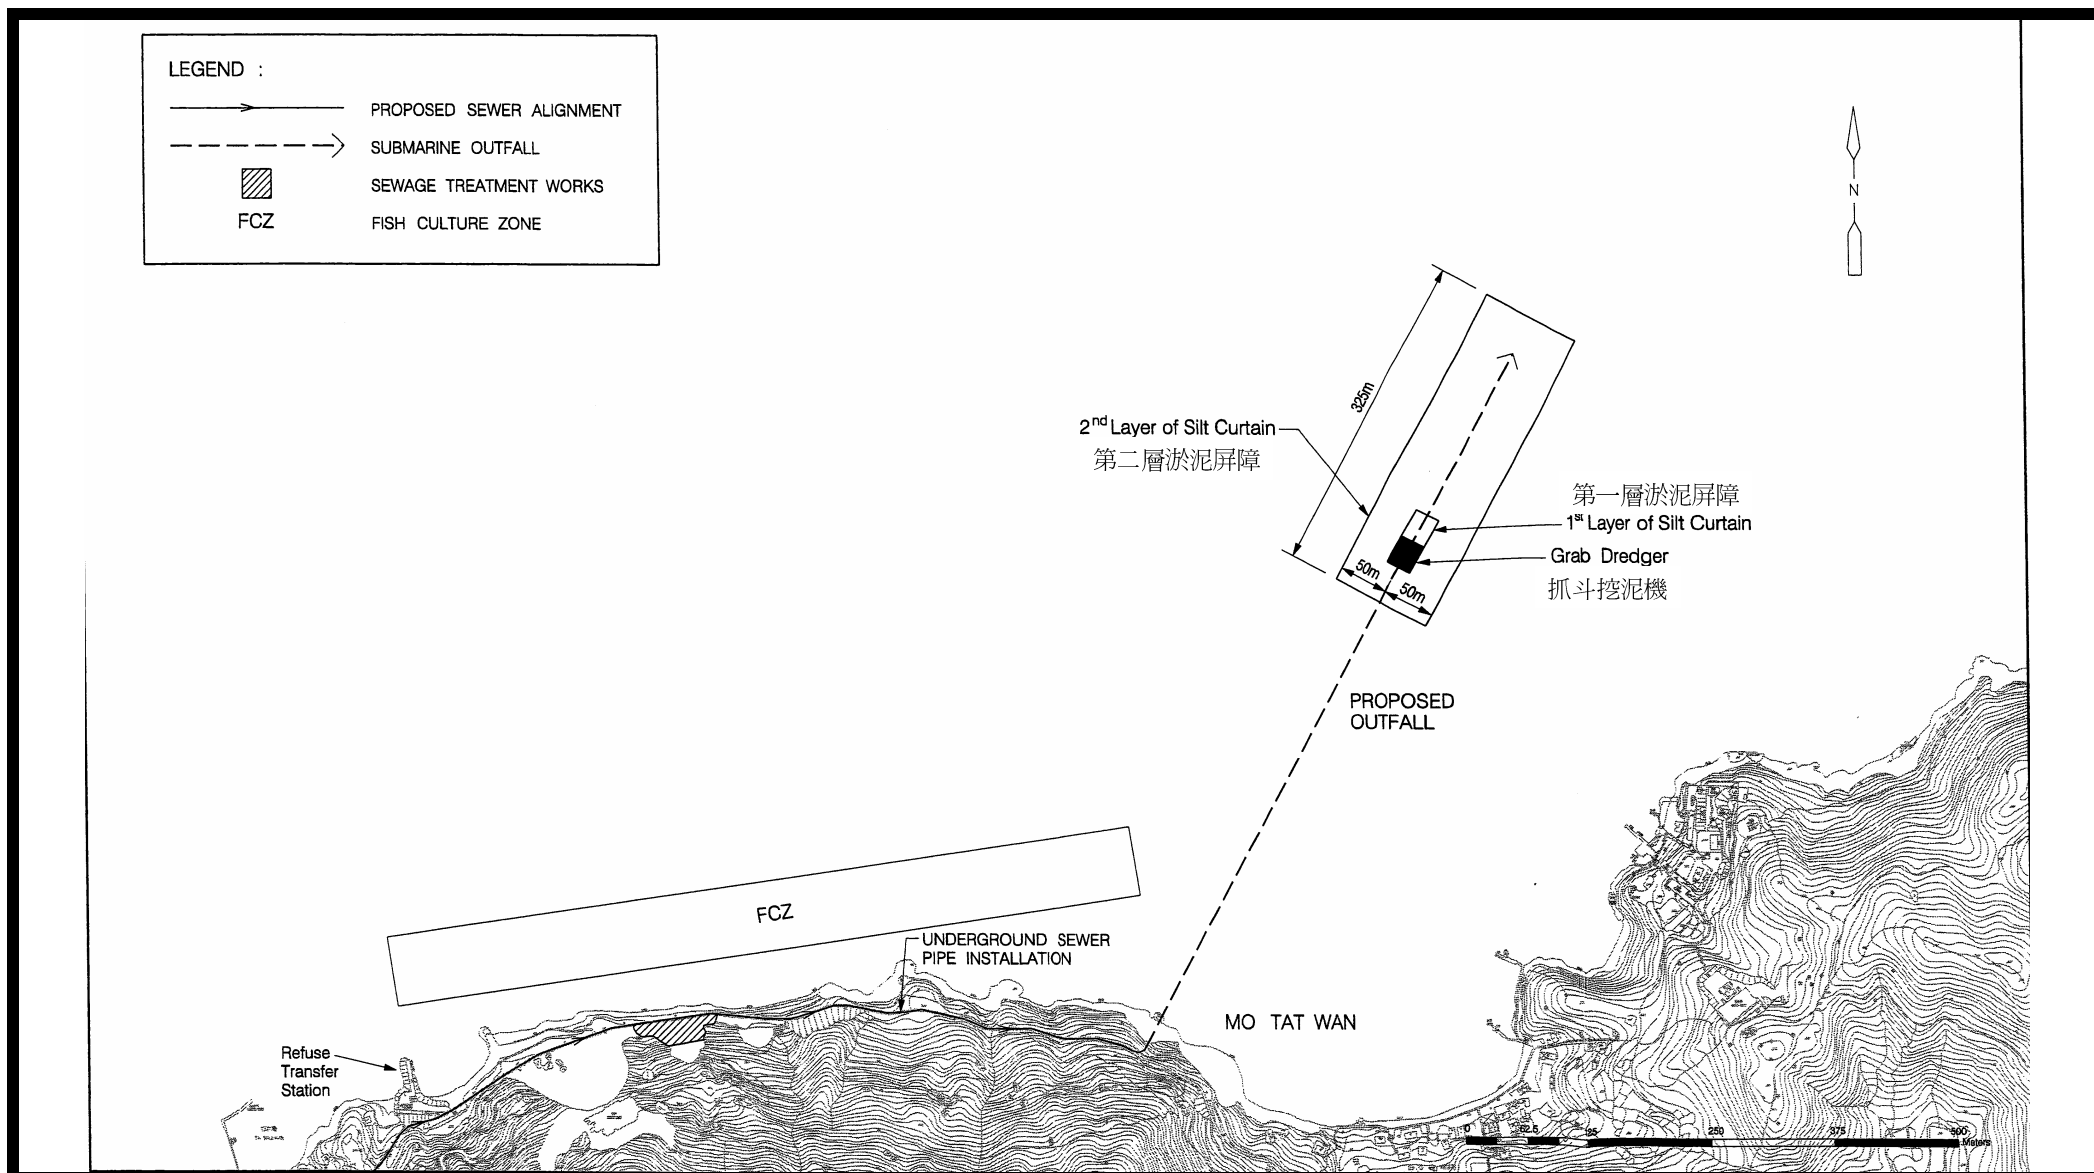 LEGEND :
PROPOSED SEWER ALIGNMENT
SUBMARINE OUTFALL
SEWAGE TREATMENT WORKS
FCZ FISH CULTURE ZONE
N
325m
2nd Layer of Silt Curtain
第二層淤泥屏障
第一層淤泥屏障
1st Layer of Silt Curtain
Grab Dredger
抓斗挖泥機
50m
50m
PROPOSED
OUTFALL
FCZ
UNDERGROUND SEWER
PIPE INSTALLATION
MO TAT WAN
Refuse
Transfer
Station
0 62.5 125 250 375 500
Meters